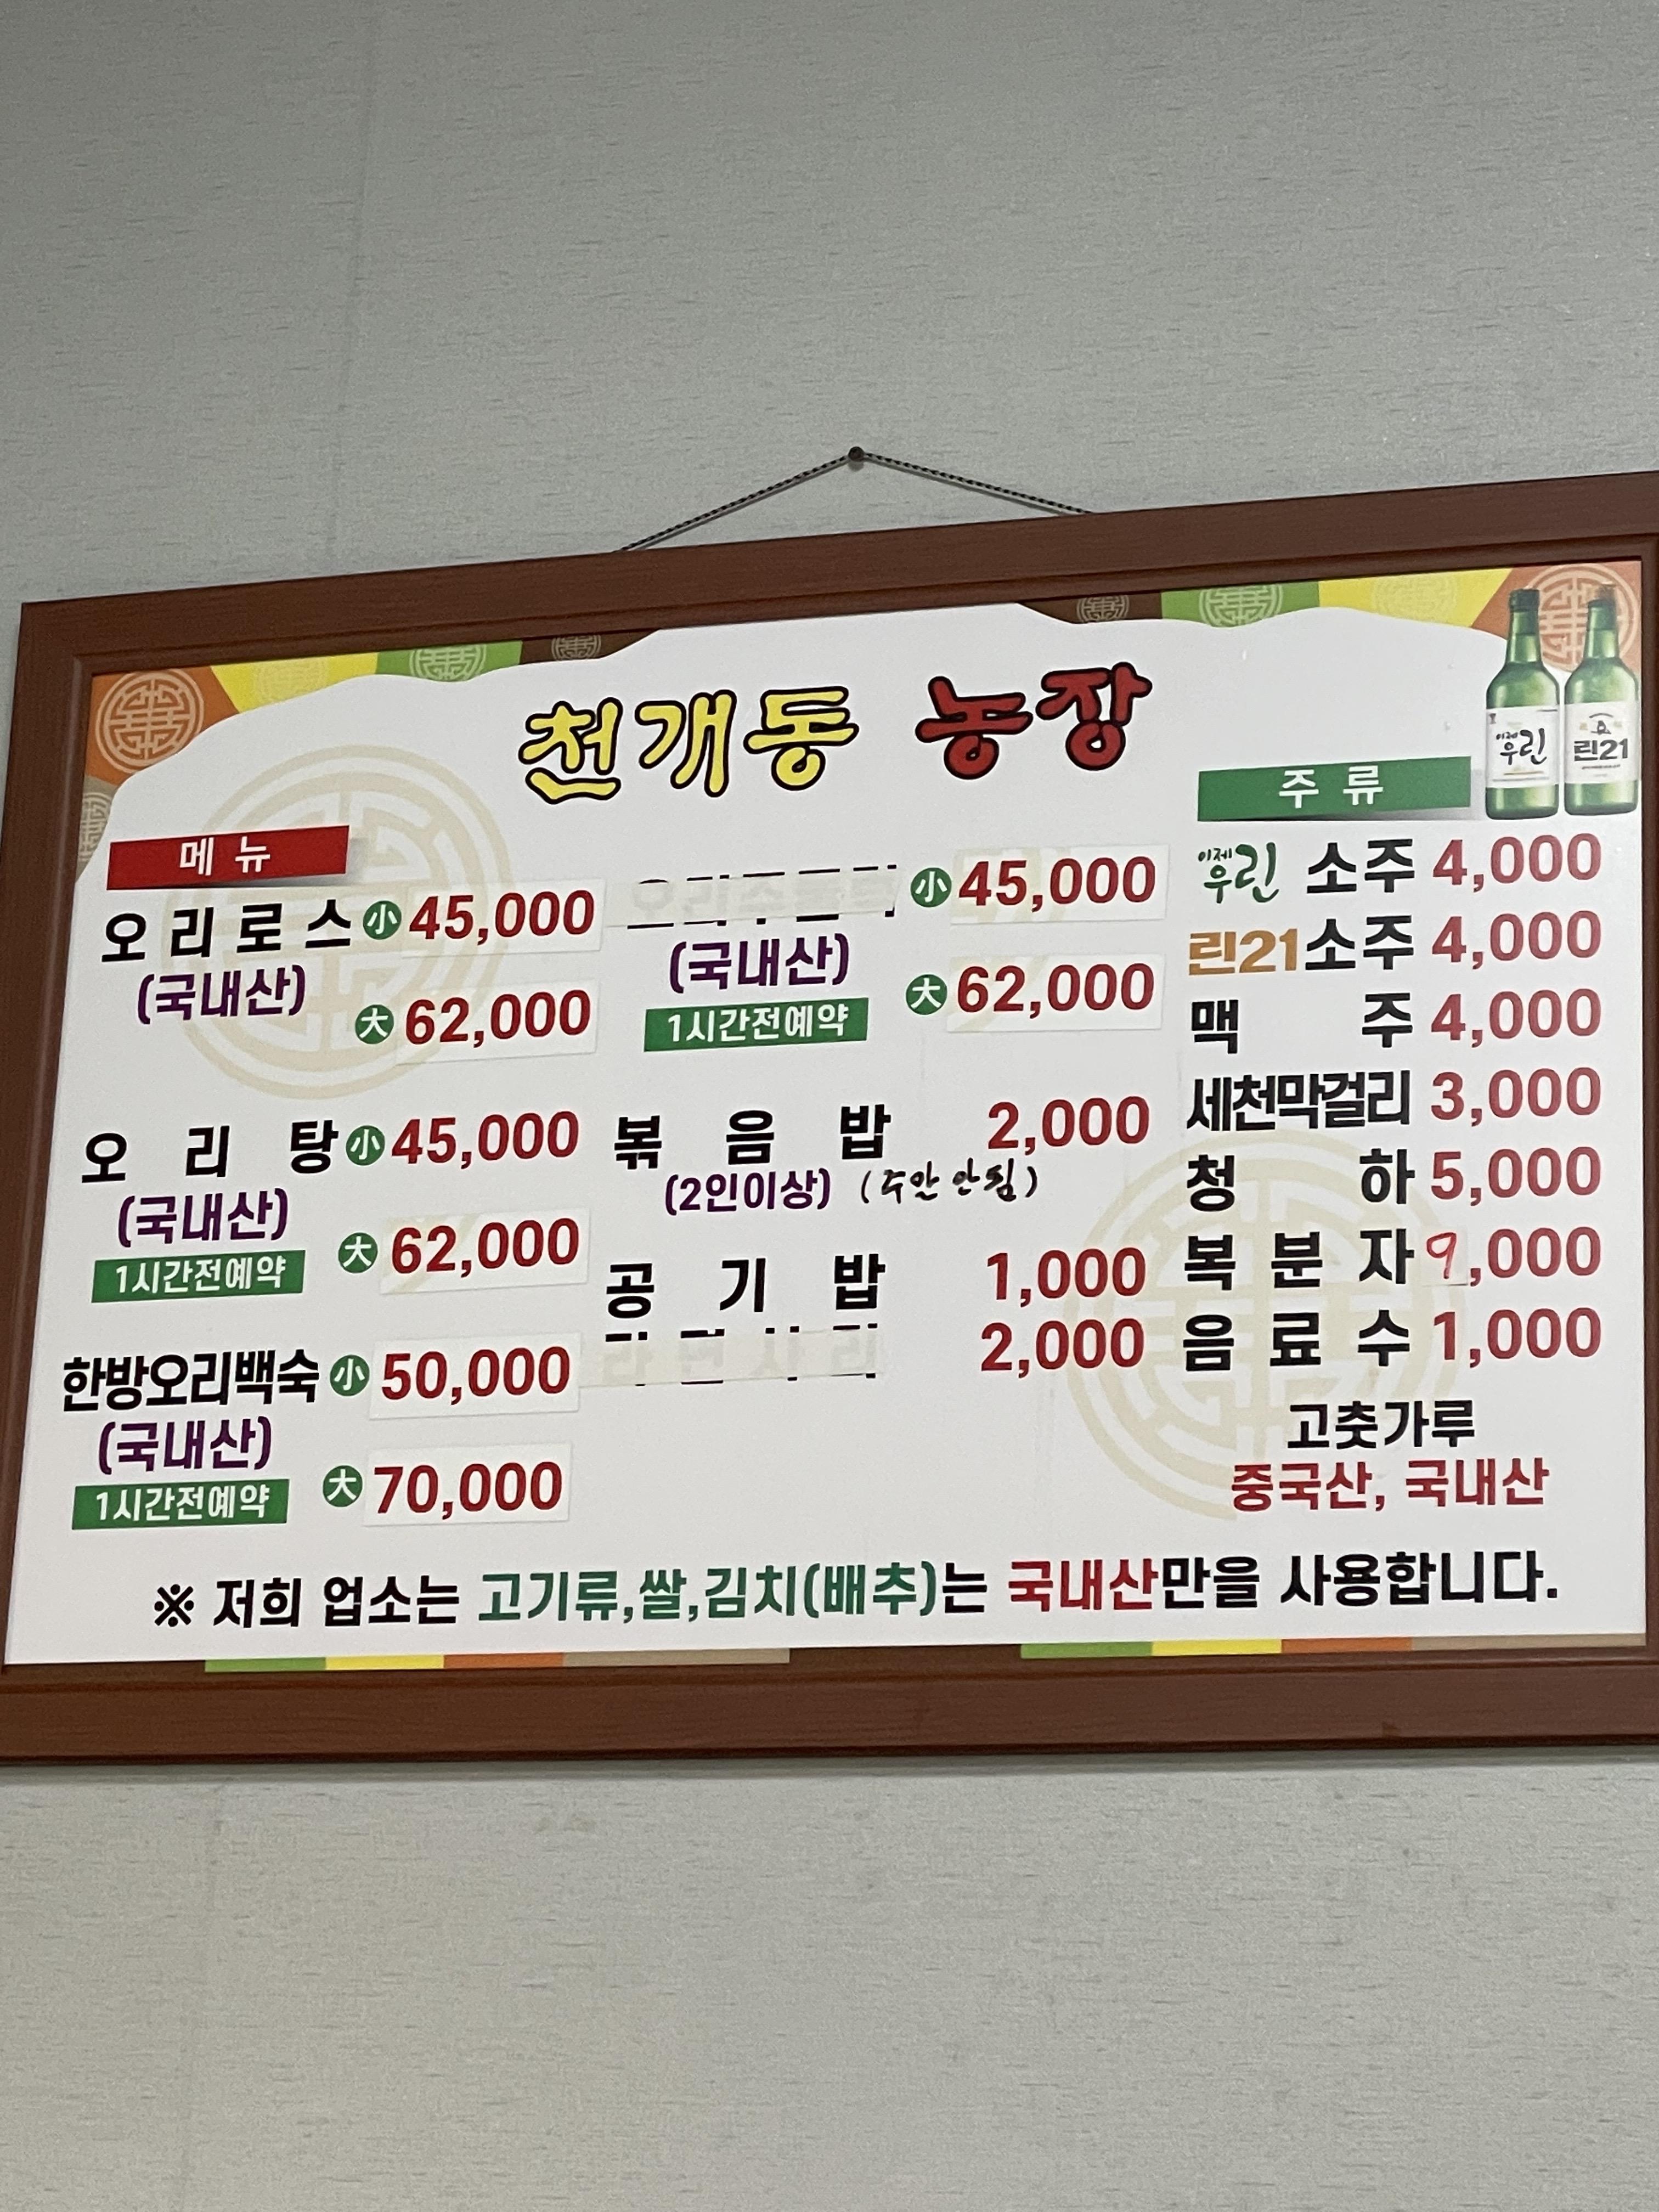 천개동 농장
메뉴
오리로스 小 45,000
(국내산)
大 62,000
오리탕 小 45,000
(국내산)
1시간전예약
大 62,000
한방오리백숙 小 50,000
(국내산)
1시간전예약
大 70,000
小 45,000
(국내산)
1시간전예약
大 62,000
볶음밥 2,000
(2인이상) (주안 안됨)
공기밥 1,000
2,000
주류
이제우린
린21
이제우린 소주 4,000
린21소주 4,000
맥주 4,000
세천막걸리 3,000
청하 5,000
복분자 9,000
음료수 1,000
고춧가루
중국산, 국내산
※ 저희 업소는 고기류,쌀,김치(배추)는 국내산만을 사용합니다.